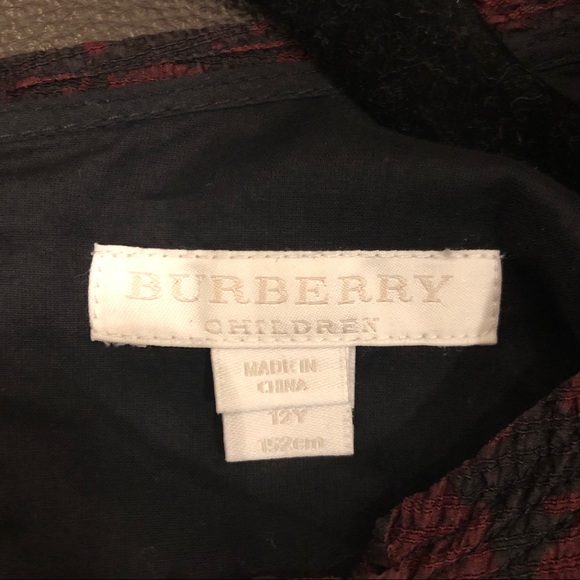 BURBERRY
CHILDREN
MADE IN
CHINA
12Y
152cm